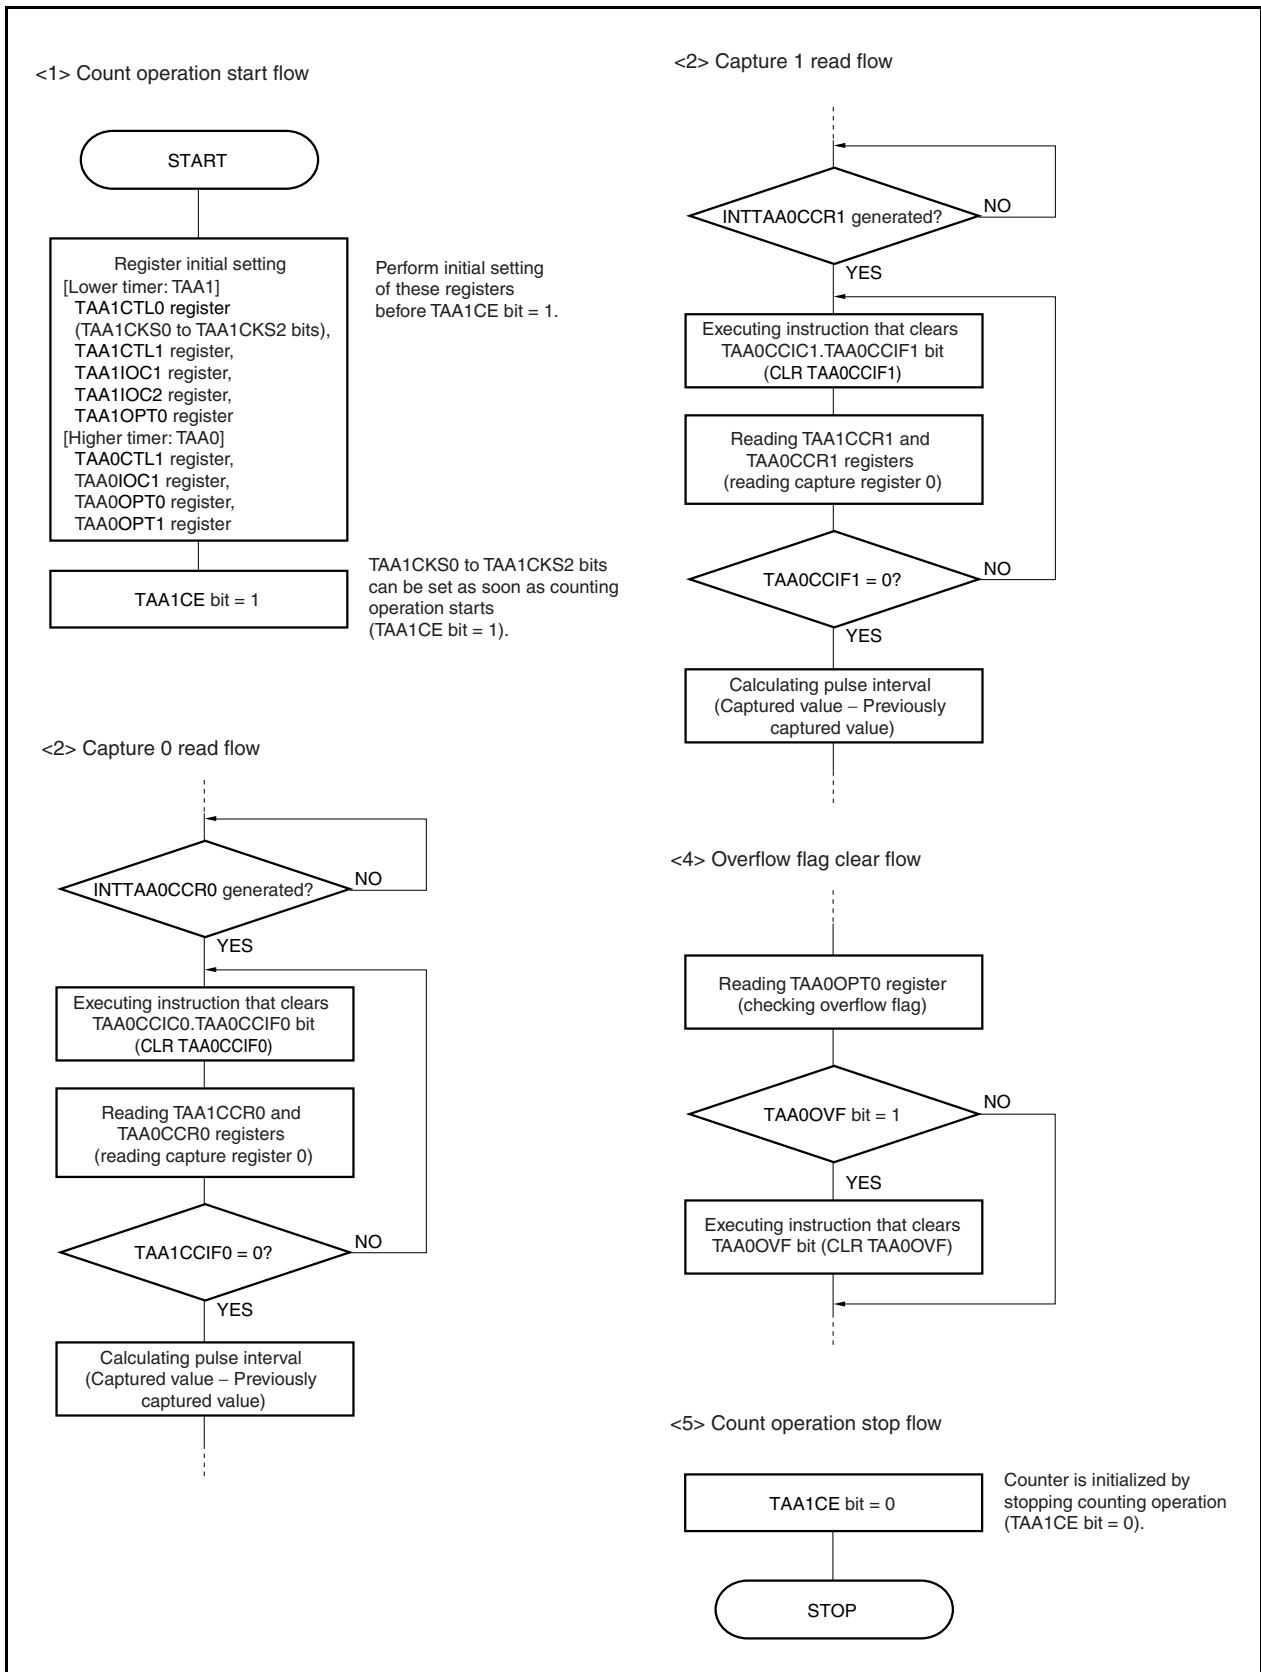 <1> Count operation start flow
START
Register initial setting
[Lower timer: TAA1]
TAA1CTL0 register
(TAA1CKS0 to TAA1CKS2 bits),
TAA1CTL1 register,
TAA1IOC1 register,
TAA1IOC2 register,
TAA1OPT0 register
[Higher timer: TAA0]
TAA0CTL1 register,
TAA0IOC1 register,
TAA0OPT0 register,
TAA0OPT1 register
Perform initial setting
of these registers
before TAA1CE bit = 1.
TAA1CE bit = 1
TAA1CKS0 to TAA1CKS2 bits
can be set as soon as counting
operation starts
(TAA1CE bit = 1).
<2> Capture 0 read flow
INTTAA0CCR0 generated?
NO
YES
Executing instruction that clears
TAA0CCIC0.TAA0CCIF0 bit
(CLR TAA0CCIF0)
Reading TAA1CCR0 and
TAA0CCR0 registers
(reading capture register 0)
TAA1CCIF0 = 0?
NO
YES
Calculating pulse interval
(Captured value – Previously
captured value)
<2> Capture 1 read flow
INTTAA0CCR1 generated?
NO
YES
Executing instruction that clears
TAA0CCIC1.TAA0CCIF1 bit
(CLR TAA0CCIF1)
Reading TAA1CCR1 and
TAA0CCR1 registers
(reading capture register 0)
TAA0CCIF1 = 0?
NO
YES
Calculating pulse interval
(Captured value – Previously
captured value)
<4> Overflow flag clear flow
Reading TAA0OPT0 register
(checking overflow flag)
TAA0OVF bit = 1
NO
YES
Executing instruction that clears
TAA0OVF bit (CLR TAA0OVF)
<5> Count operation stop flow
TAA1CE bit = 0
Counter is initialized by
stopping counting operation
(TAA1CE bit = 0).
STOP